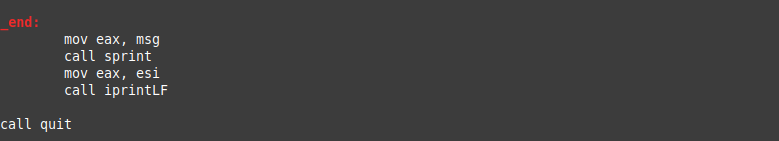 _end:
mov eax, msg
call sprint
mov eax, esi
call iprintLF
call quit